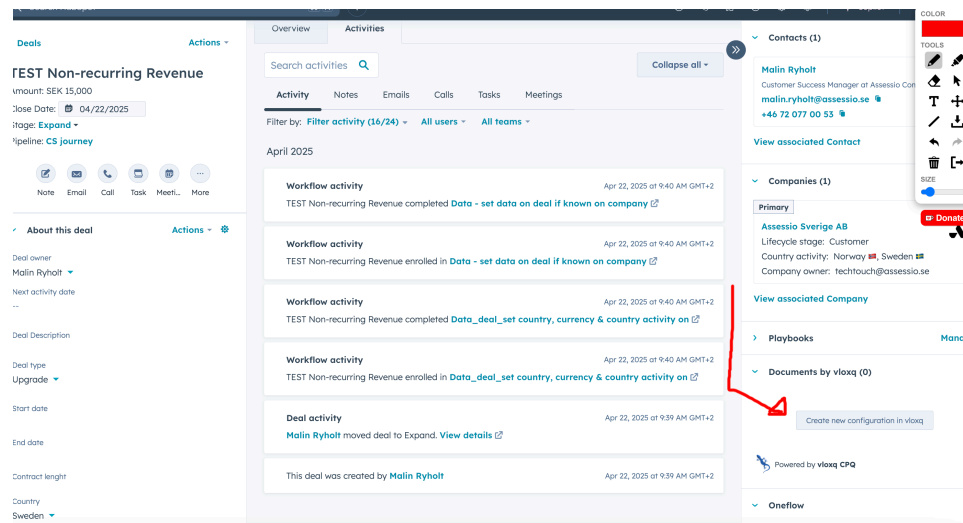 Deals
Actions
TEST Non-recurring Revenue
Amount: SEK 15,000
Close Date: 04/22/2025
Stage: Expand
Pipeline: CS journey
Note Email Call Task Meeti... More
About this deal
Actions
Deal owner
Malin Ryholt
Next activity date
--
Deal Description
Deal type
Upgrade
Start date
End date
Contract lenght
Country
Sweden
Overview
Activities
Search activities
Collapse all
Activity Notes Emails Calls Tasks Meetings
Filter by: Filter activity (16/24) All users All teams
April 2025
Workflow activity Apr 22, 2025 at 9:40 AM GMT+2
TEST Non-recurring Revenue completed Data - set data on deal if known on company
Workflow activity Apr 22, 2025 at 9:40 AM GMT+2
TEST Non-recurring Revenue enrolled in Data - set data on deal if known on company
Workflow activity Apr 22, 2025 at 9:40 AM GMT+2
TEST Non-recurring Revenue completed Data_deal_set country, currency & country activity on
Workflow activity Apr 22, 2025 at 9:40 AM GMT+2
TEST Non-recurring Revenue enrolled in Data_deal_set country, currency & country activity on
Deal activity Apr 22, 2025 at 9:39 AM GMT+2
Malin Ryholt moved deal to Expand. View details
This deal was created by Malin Ryholt Apr 22, 2025 at 9:39 AM GMT+2
Contacts (1)
Malin Ryholt
Customer Success Manager at Assessio Con
malin.ryholt@assessio.se
+46 72 077 00 53
View associated Contact
Companies (1)
Primary
Assessio Sverige AB
Lifecycle stage: Customer
Country activity: Norway, Sweden
Company owner: techtouch@assessio.se
View associated Company
Playbooks
Documents by vloxq (0)
Create new configuration in vloxq
Powered by vloxq CPQ
Oneflow
COLOR
TOOLS
T
SIZE
Donate